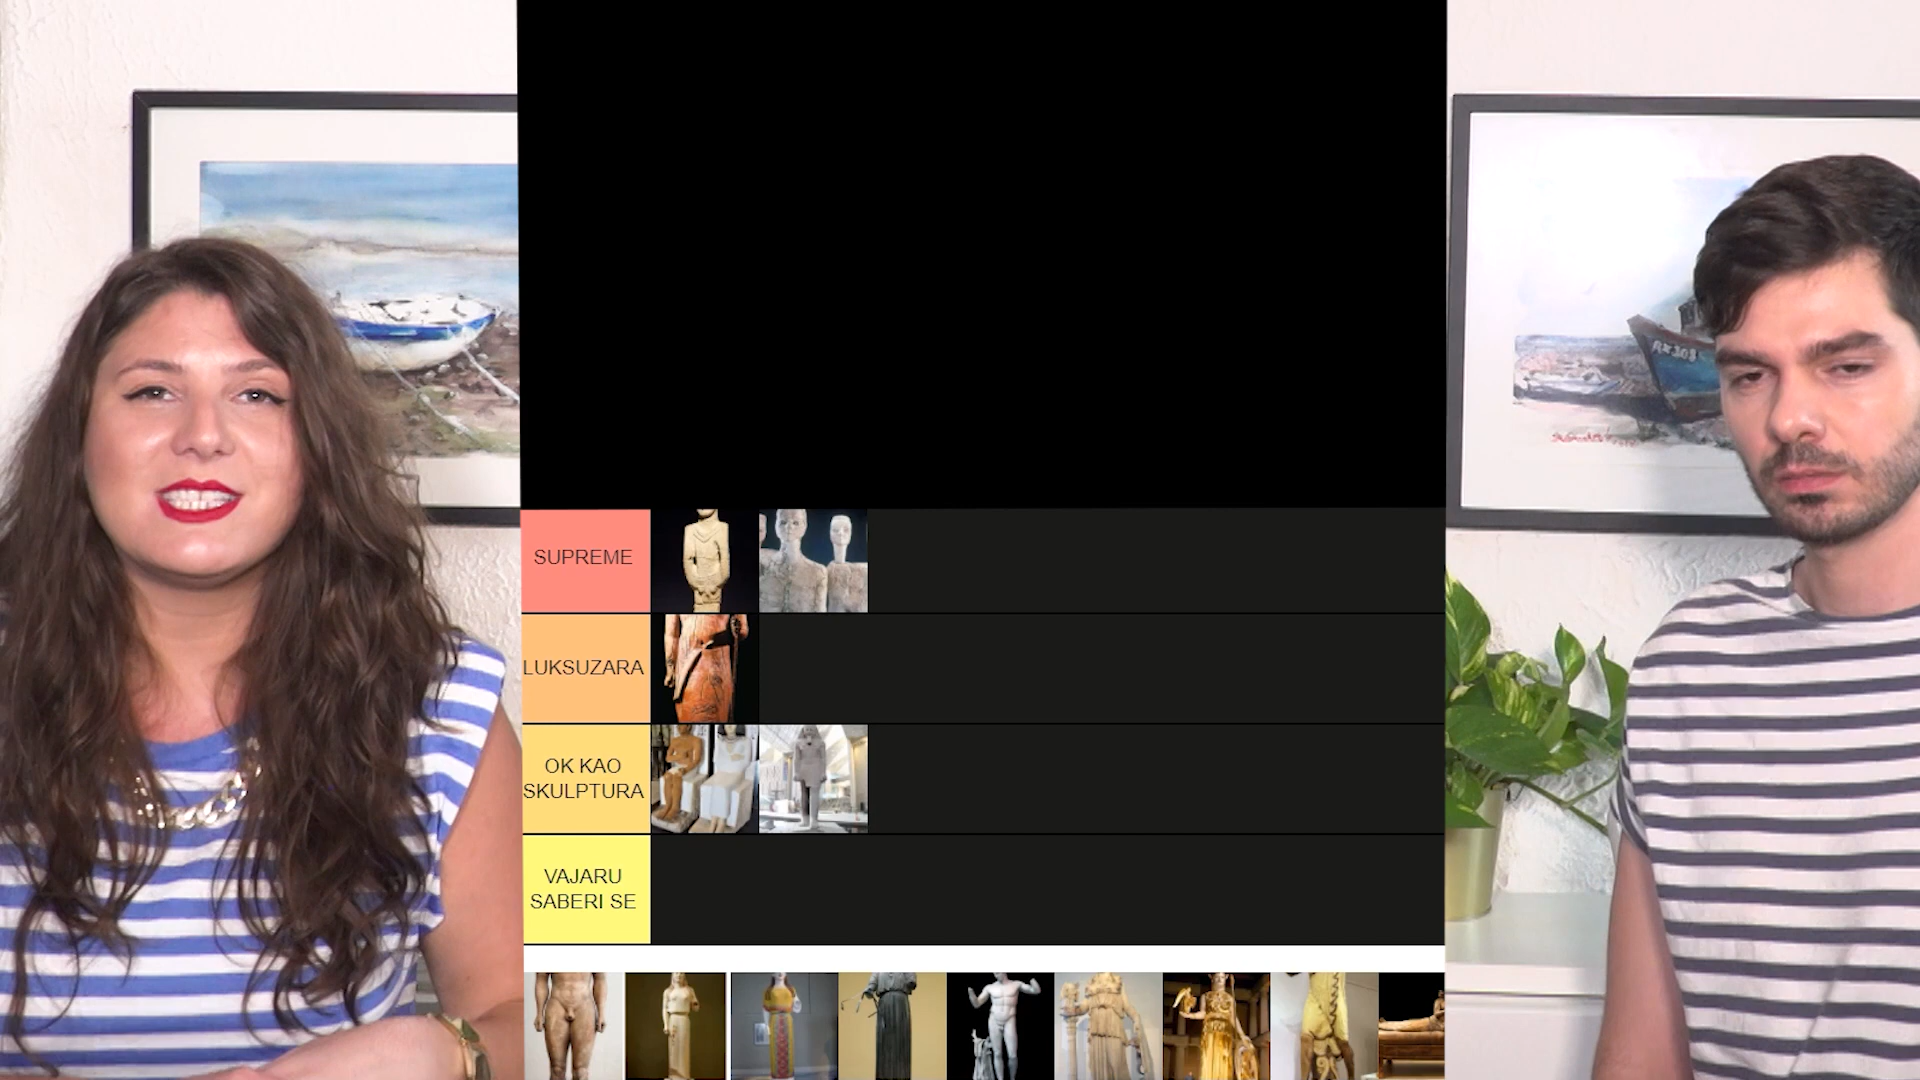 SUPREME
LUKSUZARA
OK KAO
SKULPTURA
VAJARU
SABERI SE